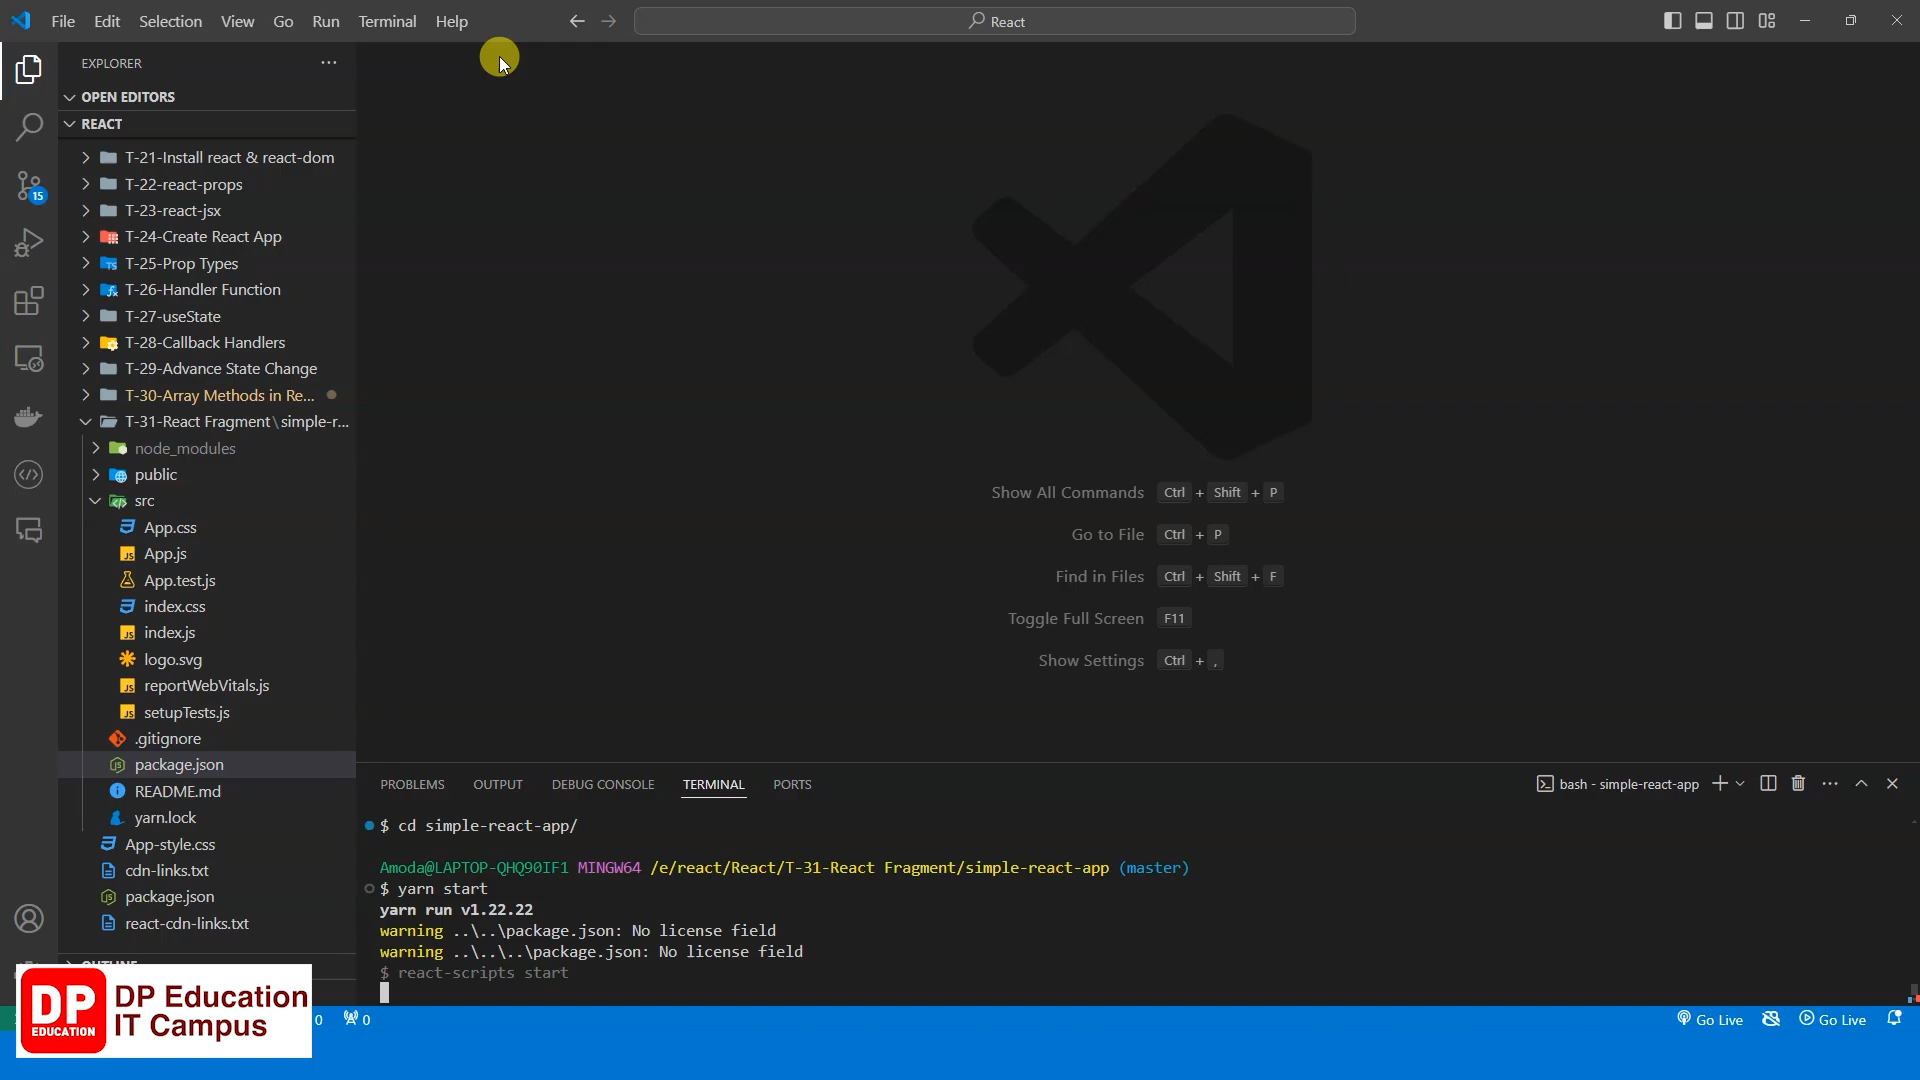 File Edit Selection View Go Run Terminal Help
React
EXPLORER
OPEN EDITORS
REACT
T-21-Install react & react-dom
T-22-react-props
T-23-react-jsx
T-24-Create React App
T-25-Prop Types
T-26-Handler Function
T-27-useState
T-28-Callback Handlers
T-29-Advance State Change
T-30-Array Methods in Re...
T-31-React Fragment\simple-r...
node_modules
public
src
App.css
App.js
App.test.js
index.css
index.js
logo.svg
reportWebVitals.js
setupTests.js
.gitignore
package.json
README.md
yarn.lock
App-style.css
cdn-links.txt
package.json
react-cdn-links.txt
OUTLINE
15
Show All Commands Ctrl + Shift + P
Go to File Ctrl + P
Find in Files Ctrl + Shift + F
Toggle Full Screen F11
Show Settings Ctrl + ,
PROBLEMS OUTPUT DEBUG CONSOLE TERMINAL PORTS
bash - simple-react-app
$ cd simple-react-app/
Amoda@LAPTOP-QHQ90IF1 MINGW64 /e/react/React/T-31-React Fragment/simple-react-app (master)
$ yarn start
yarn run v1.22.22
warning ..\..\package.json: No license field
warning ..\..\..\package.json: No license field
$ react-scripts start
DP
EDUCATION
DP Education
IT Campus
0 0
Go Live Go Live